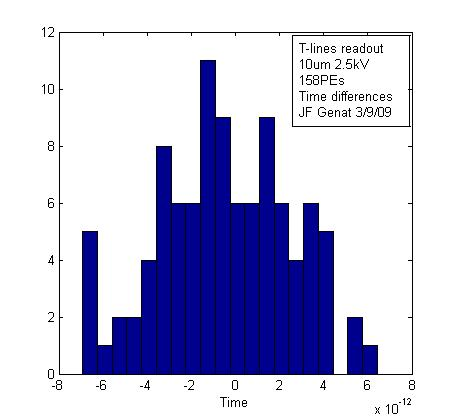 12
10
8
6
4
2
0
T-lines readout
10um 2.5kV
158PEs
Time differences
JF Genat 3/9/09
-8 -6 -4 -2 0 2 4 6 8
Time
x 10^-12